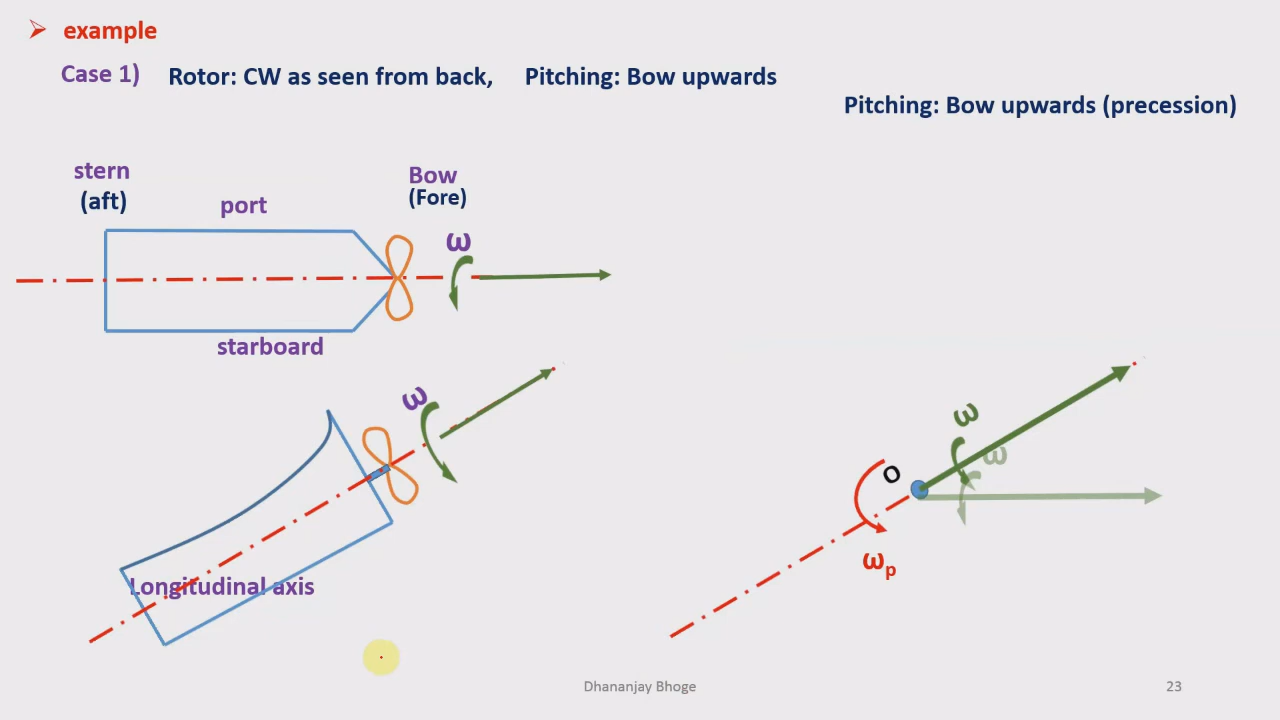 example
Case 1) Rotor: CW as seen from back, Pitching: Bow upwards
Pitching: Bow upwards (precession)
stern
(aft)
port
Bow
(Fore)
ω
starboard
ω
Longitudinal axis
ω
ω
O
ωp
Dhananjay Bhoge
23